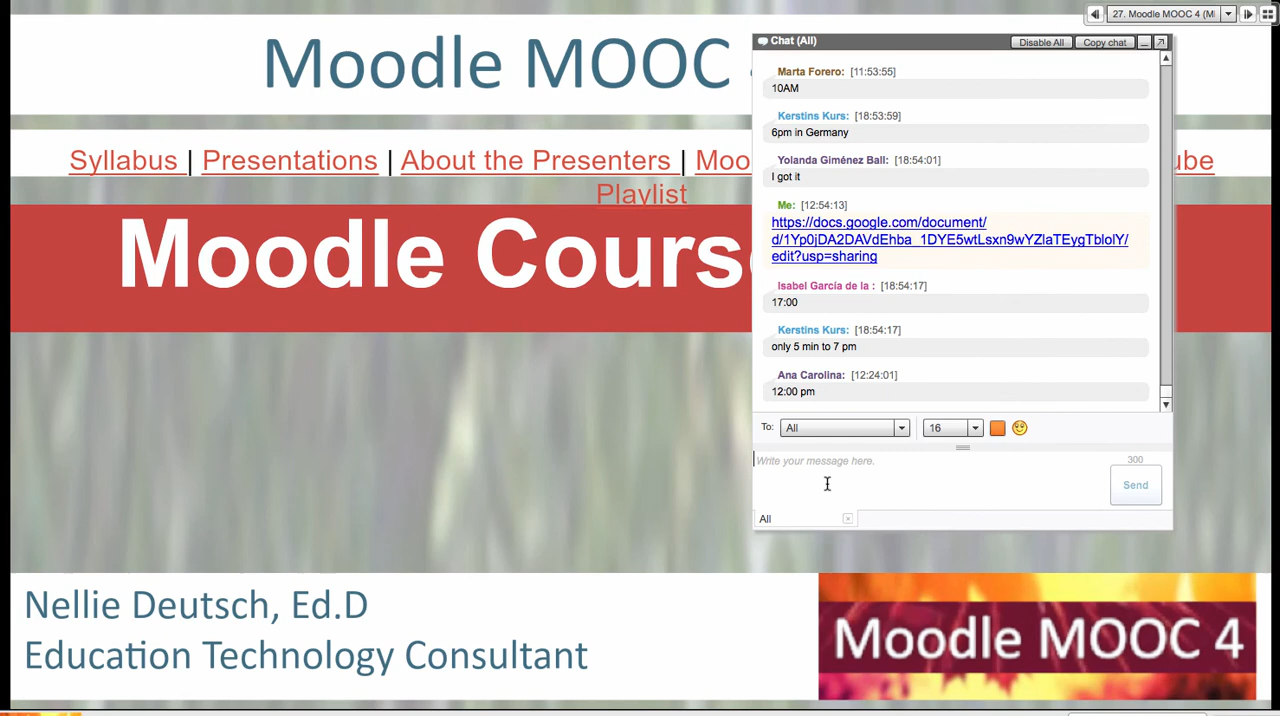 27. Moodle MOOC 4 (M
Moodle MOOC
Chat (All)
Disable All
Copy chat
Syllabus | Presentations | About the Presenters | Moo
ube
Playlist
Moodle Cours
Marta Forero: [11:53:55]
10AM
Kerstins Kurs: [18:53:59]
6pm in Germany
Yolanda Giménez Ball: [18:54:01]
I got it
Me: [12:54:13]
https://docs.google.com/document/
d/1Yp0jDA2DAVdEhba_1DYE5wtLsxn9wYZlaTEygTblolY/
edit?usp=sharing
Isabel García de la : [18:54:17]
17:00
Kerstins Kurs: [18:54:17]
only 5 min to 7 pm
Ana Carolina: [12:24:01]
12:00 pm
To: All
16
Write your message here.
300
Send
All
Nellie Deutsch, Ed.D
Education Technology Consultant
Moodle MOOC 4